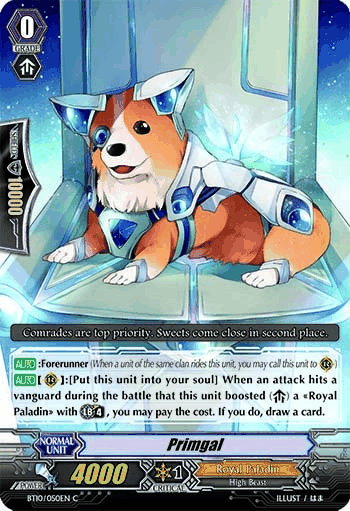 0
GRADE
SHIELD 10000
Comrades are top priority. Sweets come close in second place.
AUTO:Forerunner (When a unit of the same clan rides this unit, you may call this unit to RC)
AUTO[RC]:[Put this unit into your soul] When an attack hits a
vanguard during the battle that this unit boosted a «Royal
Paladin» with LB4, you may pay the cost. If you do, draw a card.
NORMAL
UNIT
Primgal
POWER
4000
1
CRITICAL
Royal Paladin
High Beast
BT10/050EN C
ILLUST / はま